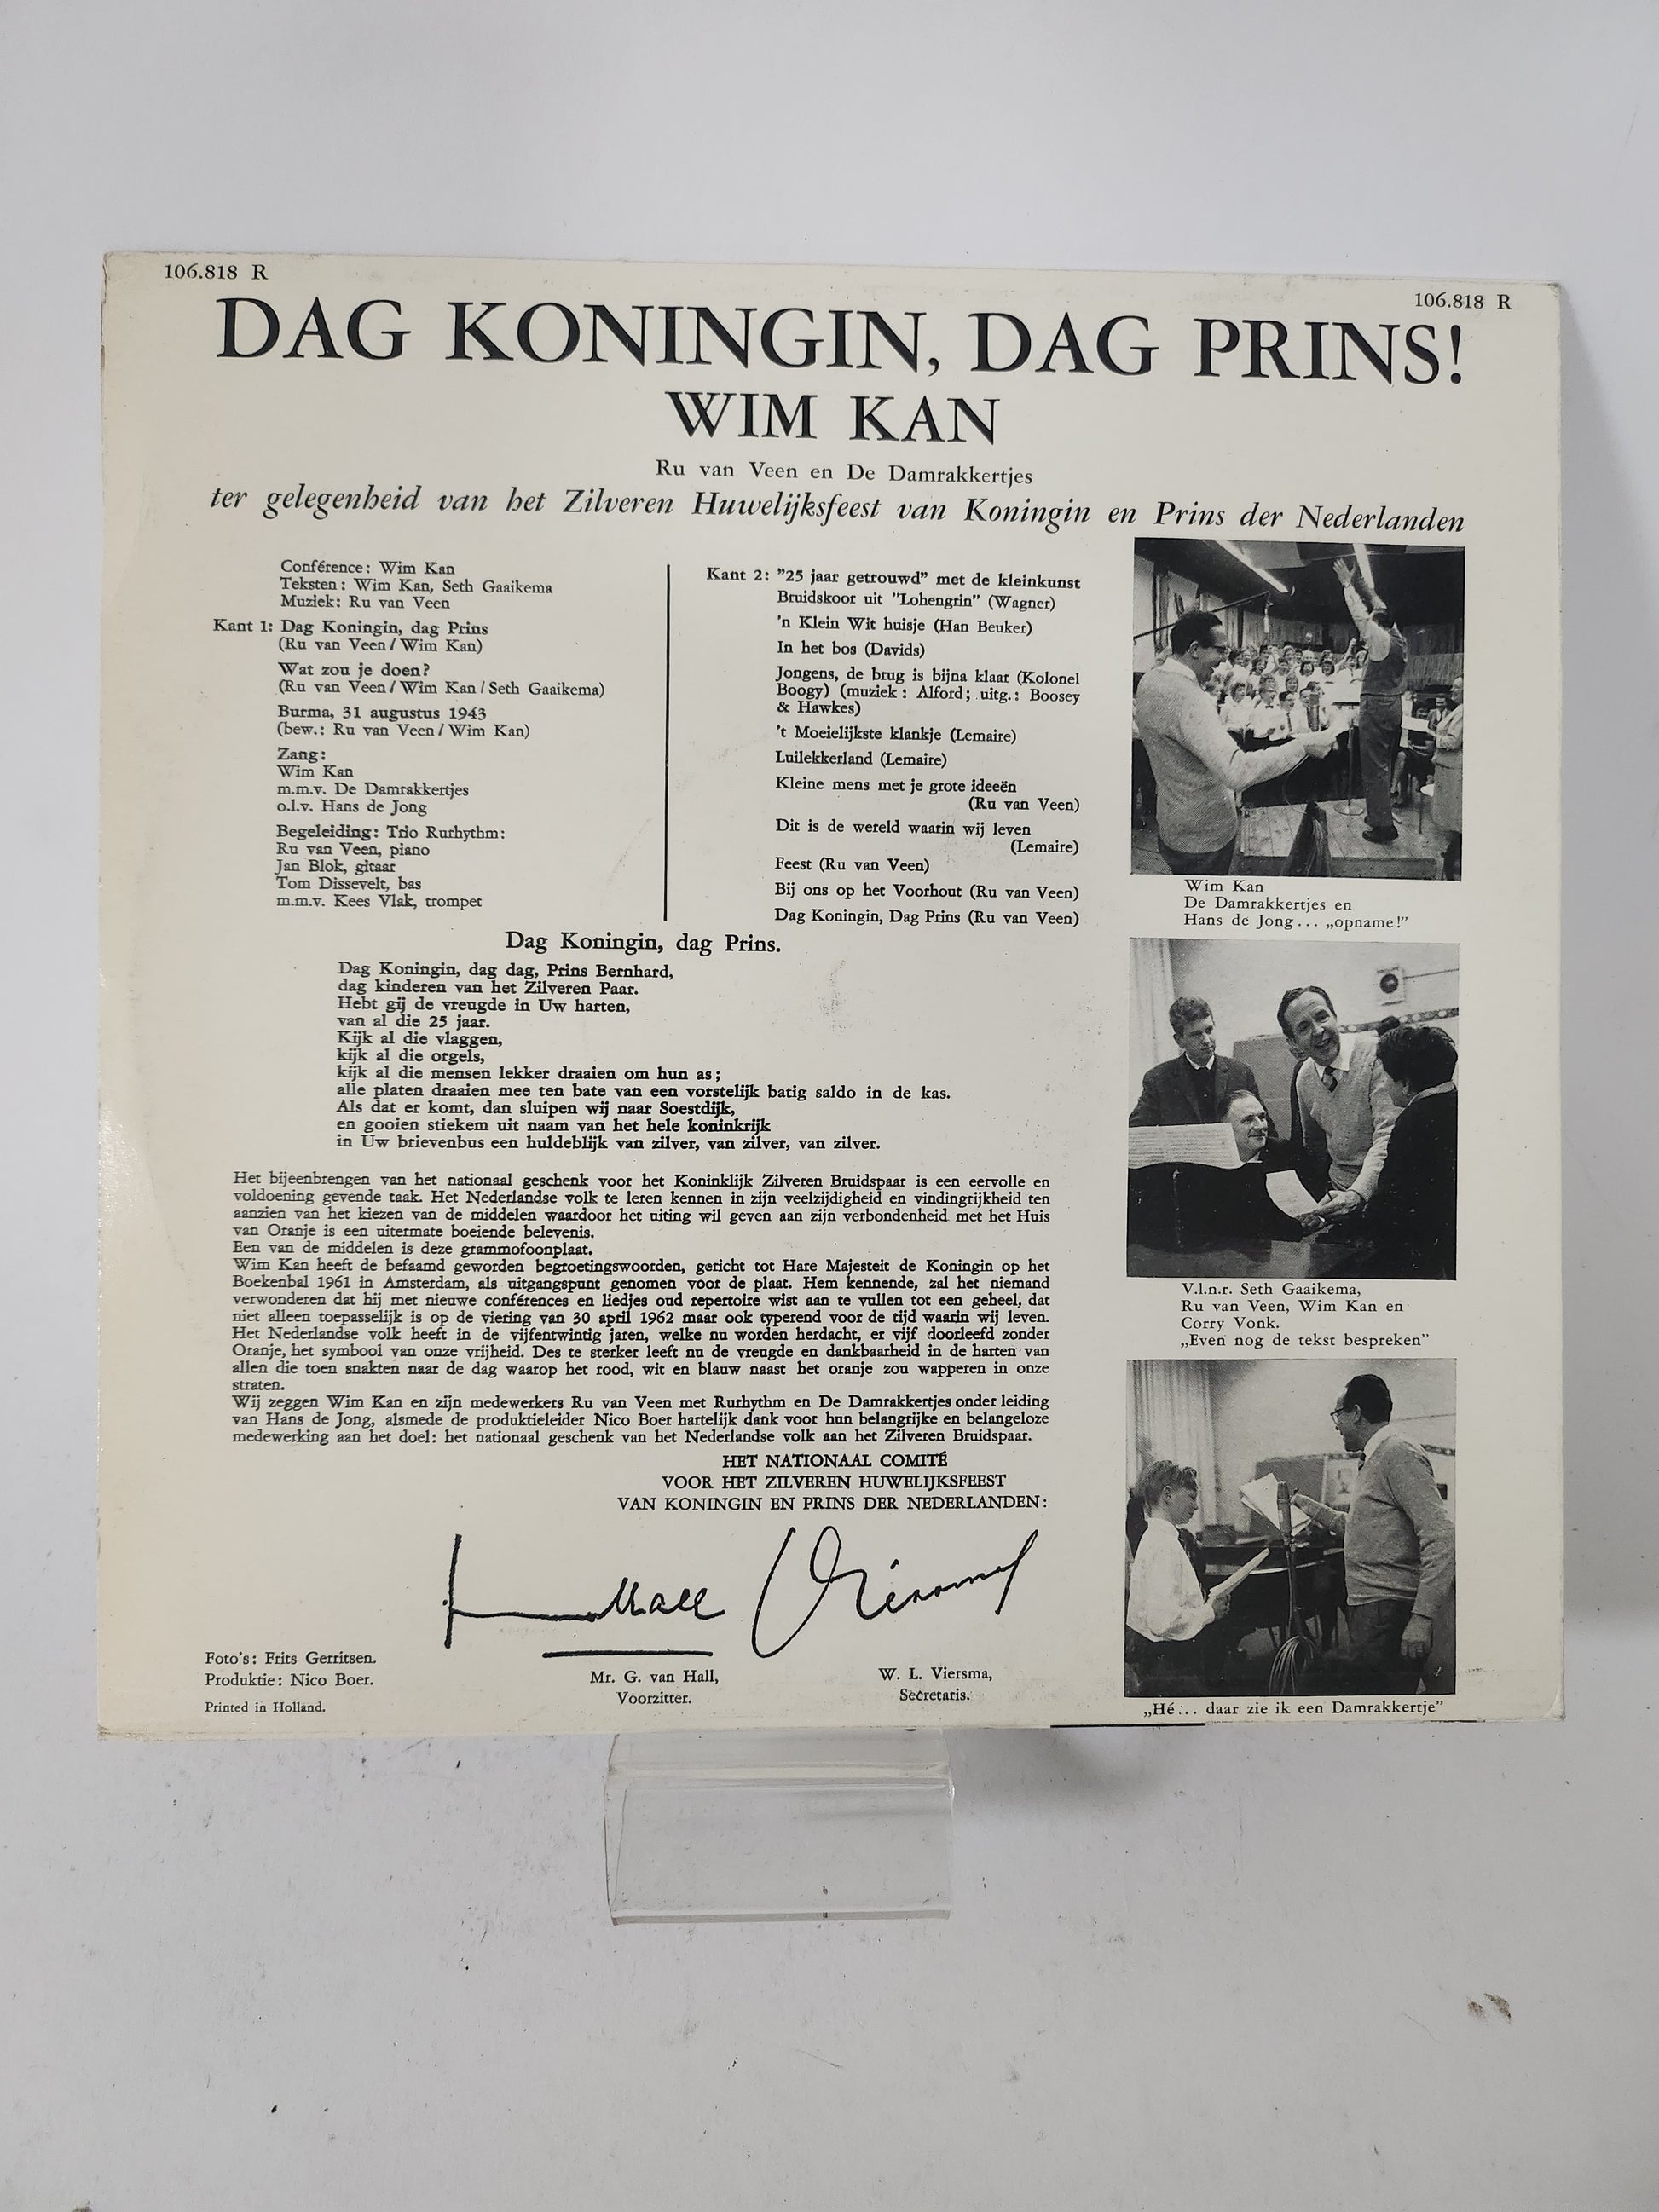 106.818 R
106.818 R
DAG KONINGIN, DAG PRINS!
WIM KAN
Ru van Veen en De Damrakkertjes
ter gelegenheid van het Zilveren Huwelijksfeest van Koningin en Prins der Nederlanden
Conférence: Wim Kan
Teksten: Wim Kan, Seth Gaaikema
Muziek: Ru van Veen
Kant 1: Dag Koningin, dag Prins
(Ru van Veen / Wim Kan)
Wat zou je doen?
(Ru van Veen / Wim Kan / Seth Gaaikema)
Burma, 31 augustus 1943
(bew.: Ru van Veen / Wim Kan)
Zang:
Wim Kan
m.m.v. De Damrakkertjes
o.l.v. Hans de Jong
Begeleiding: Trio Rurhythm:
Ru van Veen, piano
Jan Blok, gitaar
Tom Dissevelt, bas
m.m.v. Kees Vlak, trompet
Kant 2: ”25 jaar getrouwd” met de kleinkunst
Bruidskoor uit ”Lohengrin” (Wagner)
'n Klein Wit huisje (Han Beuker)
In het bos (Davids)
Jongens, de brug is bijna klaar (Kolonel
Boogy) (muziek: Alford; uitg.: Boosey
& Hawkes)
't Moeielijkste klankje (Lemaire)
Luilekkerland (Lemaire)
Kleine mens met je grote ideeën
(Ru van Veen)
Dit is de wereld waarin wij leven
(Lemaire)
Feest (Ru van Veen)
Bij ons op het Voorhout (Ru van Veen)
Dag Koningin, Dag Prins (Ru van Veen)
Dag Koningin, dag Prins.
Dag Koningin, dag dag, Prins Bernhard,
dag kinderen van het Zilveren Paar.
Hebt gij de vreugde in Uw harten,
van al die 25 jaar.
Kijk al die vlaggen,
kijk al die orgels,
kijk al die mensen lekker draaien om hun as;
alle platen draaien mee ten bate van een vorstelijk batig saldo in de kas.
Als dat er komt, dan sluipen wij naar Soestdijk,
en gooien stiekem uit naam van het hele koninkrijk
in Uw brievenbus een huldeblijk van zilver, van zilver, van zilver.
Het bijeenbrengen van het nationaal geschenk voor het Koninklijk Zilveren Bruidspaar is een eervolle en
voldoening gevende taak. Het Nederlandse volk te leren kennen in zijn veelzijdigheid en vindingrijkheid ten
aanzien van het kiezen van de middelen waardoor het uiting wil geven aan zijn verbondenheid met het Huis
van Oranje is een uitermate boeiende belevenis.
Een van de middelen is deze grammofoonplaat.
Wim Kan heeft de befaamd geworden begroetingswoorden, gericht tot Hare Majesteit de Koningin op het
Boekenbal 1961 in Amsterdam, als uitgangspunt genomen voor de plaat. Hem kennende, zal het niemand
verwonderen dat hij met nieuwe conférences en liedjes oud repertoire wist aan te vullen tot een geheel, dat
niet alleen toepasselijk is op de viering van 30 april 1962 maar ook typerend voor de tijd waarin wij leven.
Het Nederlandse volk heeft in de vijfentwintig jaren, welke nu worden herdacht, er vijf doorleefd zonder
Oranje, het symbool van onze vrijheid. Des te sterker leeft nu de vreugde en dankbaarheid in de harten van
allen die toen snakten naar de dag waarop het rood, wit en blauw naast het oranje zou wapperen in onze
straten.
Wij zeggen Wim Kan en zijn medewerkers Ru van Veen met Rurhythm en De Damrakkertjes onder leiding
van Hans de Jong, alsmede de produktieleider Nico Boer hartelijk dank voor hun belangrijke en belangeloze
medewerking aan het doel: het nationaal geschenk van het Nederlandse volk aan het Zilveren Bruidspaar.
HET NATIONAAL COMITÉ
VOOR HET ZILVEREN HUWELIJKSFEEST
VAN KONINGIN EN PRINS DER NEDERLANDEN:
Mr. G. van Hall,
Voorzitter.
W. L. Viersma,
Secretaris.
Foto's: Frits Gerritsen.
Produktie: Nico Boer.
Printed in Holland.
Wim Kan
De Damrakkertjes en
Hans de Jong... „opname!”
V.l.n.r. Seth Gaaikema,
Ru van Veen, Wim Kan en
Corry Vonk.
„Even nog de tekst bespreken”
„Hé... daar zie ik een Damrakkertje”